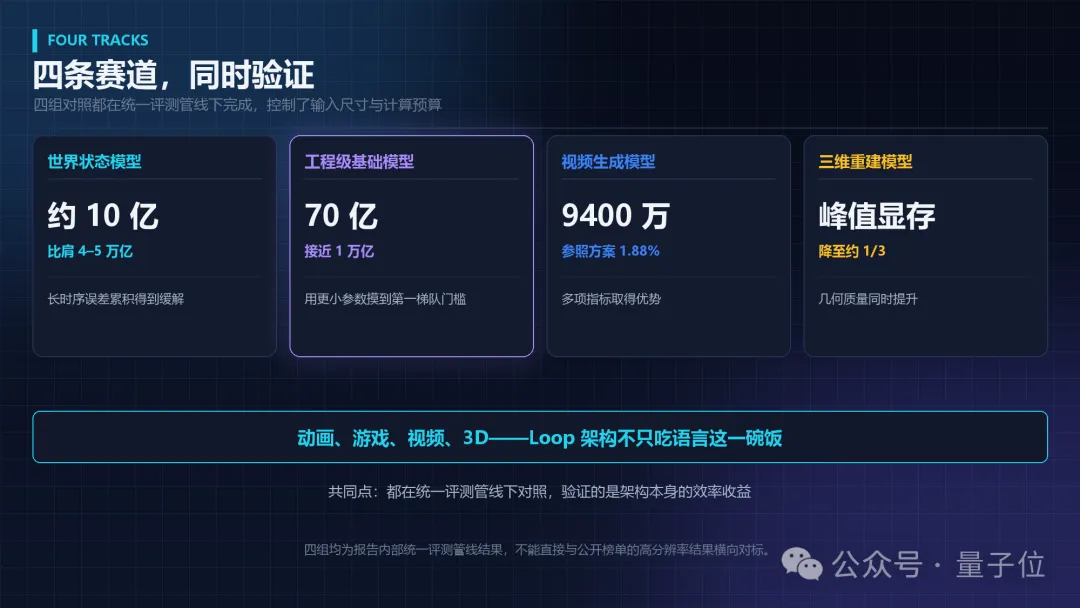 FOUR TRACKS
四条赛道，同时验证
四组对照都在统一评测管线下完成，控制了输入尺寸与计算预算
世界状态模型
约 10 亿
比肩 4–5 万亿
长时序误差累积得到缓解
工程级基础模型
70 亿
接近 1 万亿
用更小参数摸到第一梯队门槛
视频生成模型
9400 万
参照方案 1.88%
多项指标取得优势
三维重建模型
峰值显存
降至约 1/3
几何质量同时提升
动画、游戏、视频、3D——Loop 架构不只吃语言这一碗饭
共同点：都在统一评测管线下对照，验证的是架构本身的效率收益
四组均为报告内部统一评测管线结果，不能直接与公开榜单的高分辨率结果横向对标。
公众号 · 量子位